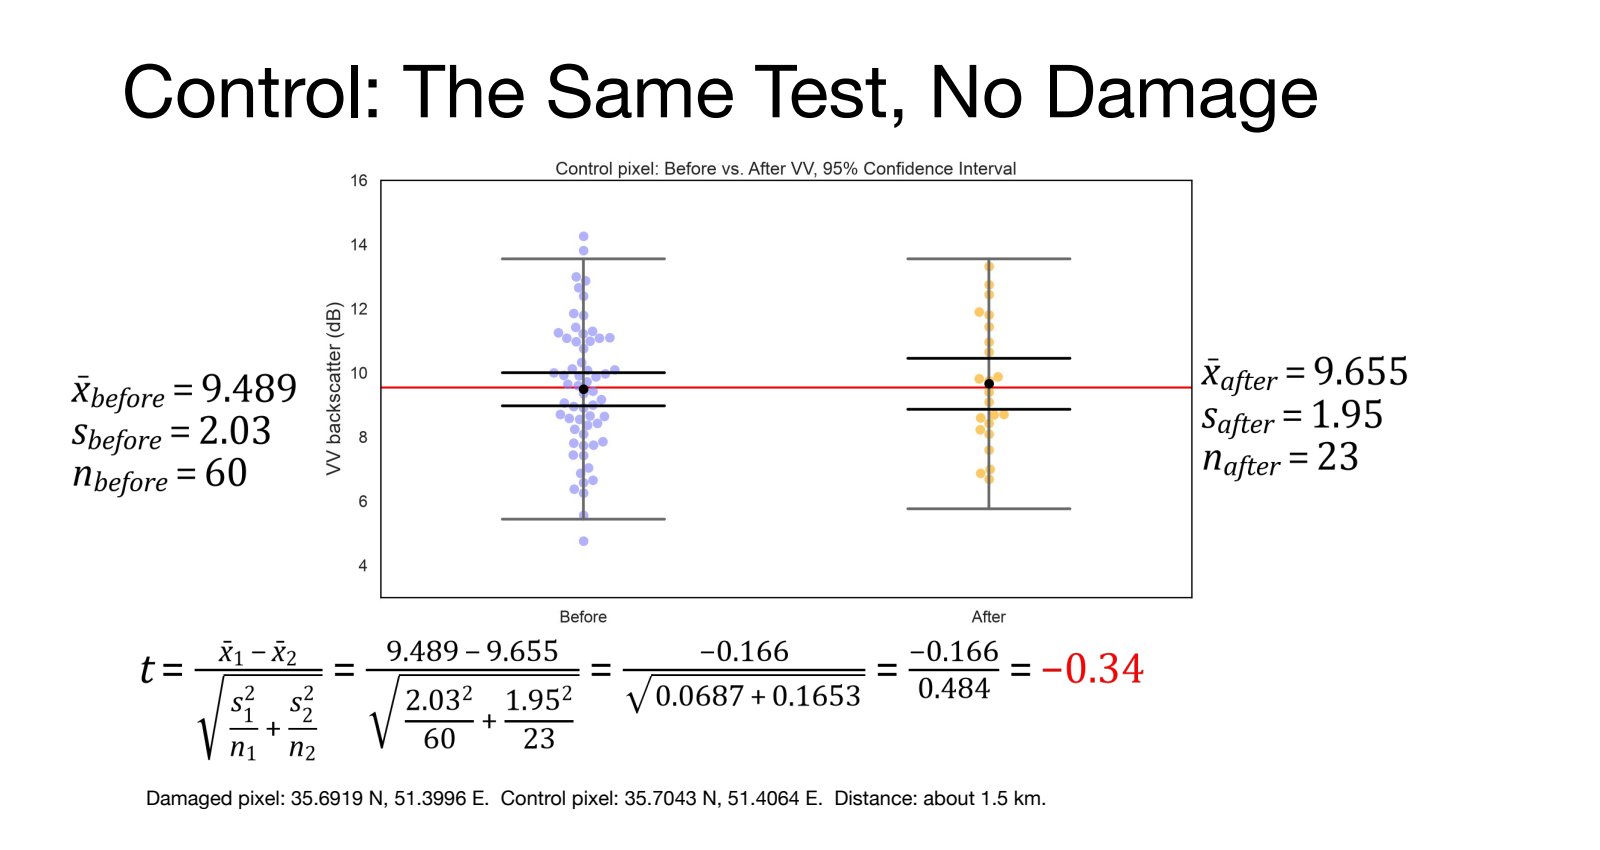 Control: The Same Test, No Damage
Control pixel: Before vs. After VV, 95% Confidence Interval
16
14
12
10
8
6
4
VV backscatter (dB)
Before
After
x̄before = 9.489
sbefore = 2.03
nbefore = 60
x̄after = 9.655
safter = 1.95
nafter = 23
t = (x̄₁ − x̄₂) / √(s₁²/n₁ + s₂²/n₂) = (9.489 − 9.655) / √(2.03²/60 + 1.95²/23) = −0.166 / √(0.0687 + 0.1653) = −0.166 / 0.484 = −0.34
Damaged pixel: 35.6919 N, 51.3996 E. Control pixel: 35.7043 N, 51.4064 E. Distance: about 1.5 km.